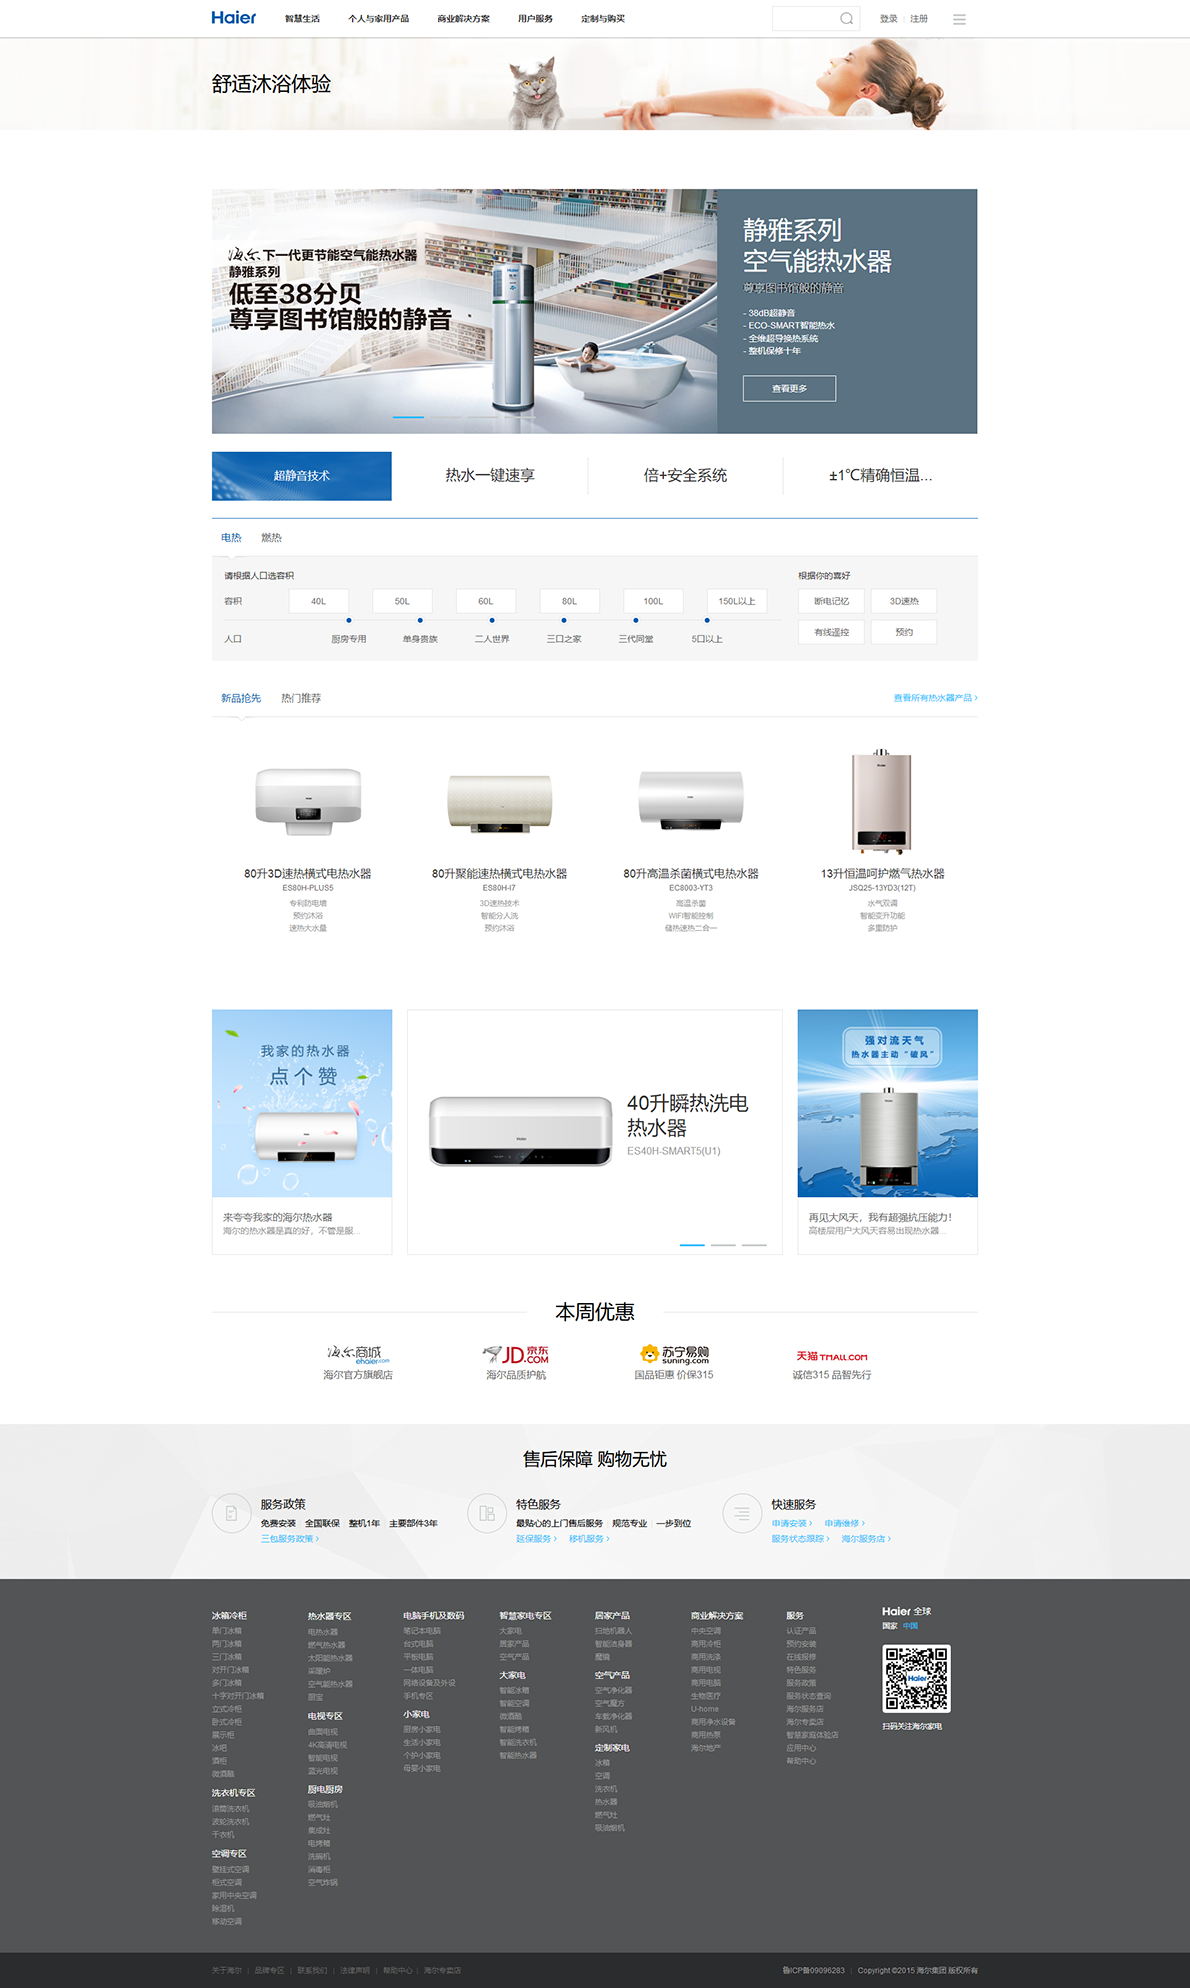 Haier 智慧生活 个人与家用产品 商业解决方案 用户服务 定制与购买 登录 | 注册
舒适沐浴体验
海尔下一代更节能空气能热水器
静雅系列
低至38分贝
尊享图书馆般的静音
静雅系列
空气能热水器
尊享图书馆般的静音
- 38dB超静音
- ECO-SMART智能热水
- 全维超导换热系统
- 整机保修十年
查看更多
超静音技术 热水一键速享 倍+安全系统 ±1℃精确恒温...
电热 燃热
请根据人口选容积
容积 40L 50L 60L 80L 100L 150L以上
人口 厨房专用 单身贵族 二人世界 三口之家 三代同堂 5口以上
根据你的喜好
断电记忆 3D速热
有线遥控 预约
新品抢先 热门推荐 查看所有热水器产品 ›
80升3D速热横式电热水器
ES80H-PLUS5
专利防电墙
预约沐浴
速热大水量
80升聚能速热横式电热水器
ES80H-I7
3D速热技术
智能分人洗
预约沐浴
80升高温杀菌横式电热水器
EC8003-YT3
高温杀菌
WIFI智能控制
储热速热二合一
13升恒温呵护燃气热水器
JSQ25-13YD3(12T)
水气双调
智能变升功能
多重防护
我家的热水器
点个赞
来夸夸我家的海尔热水器
海尔的热水器是真的好，不管是服...
40升瞬热洗电
热水器
ES40H-SMART5(U1)
强对流天气
热水器主动“破风”
再见大风天，我有超强抗压能力！
高楼层用户大风天容易出现热水器...
本周优惠
海尔商城
ehaier.com
海尔官方旗舰店
JD.COM 京东
海尔品质护航
苏宁易购
suning.com
国品钜惠 价保315
天猫 TMALL.COM
诚信315 品智先行
售后保障 购物无忧
服务政策
免费安装 全国联保 整机1年 主要部件3年
三包服务政策 ›
特色服务
最贴心的上门售后服务 规范专业 一步到位
延保服务 › 移机服务 ›
快速服务
申请安装 › 申请维修 ›
服务状态跟踪 › 海尔服务店 ›
冰箱冷柜
单门冰箱
两门冰箱
三门冰箱
对开门冰箱
多门冰箱
十字对开门冰箱
立式冷柜
卧式冷柜
展示柜
冰吧
酒柜
微酒酷
洗衣机专区
滚筒洗衣机
波轮洗衣机
干衣机
空调专区
壁挂式空调
柜式空调
家用中央空调
除湿机
移动空调
热水器专区
电热水器
燃气热水器
太阳能热水器
采暖炉
空气能热水器
厨宝
电视专区
曲面电视
4K高清电视
智能电视
蓝光电视
厨电厨房
吸油烟机
燃气灶
集成灶
电烤箱
洗碗机
消毒柜
空气炸锅
电脑手机及数码
笔记本电脑
台式电脑
平板电脑
一体电脑
网络设备及外设
手机专区
小家电
厨房小家电
生活小家电
个护小家电
母婴小家电
智慧家电专区
大家电
居家产品
空气产品
大家电
智能冰箱
智能空调
微酒酷
智能烤箱
智能洗衣机
智能热水器
居家产品
扫地机器人
智能洁身器
魔镜
空气产品
空气净化器
空气魔方
车载净化器
新风机
定制家电
冰箱
空调
洗衣机
热水器
燃气灶
吸油烟机
商业解决方案
中央空调
商用冷柜
商用洗涤
商用电视
商用电脑
生物医疗
U-home
商用净水设备
商用热泵
海尔地产
服务
认证产品
预约安装
在线报修
特色服务
服务政策
服务状态查询
海尔服务店
海尔专卖店
智慧家庭体验店
应用中心
帮助中心
Haier 全球
国家 中国
Haier
扫码关注海尔家电
关于海尔 | 品牌专区 | 联系我们 | 法律声明 | 帮助中心 | 海尔专卖店
鲁ICP备09096283 | Copyright ©2015 海尔集团 版权所有